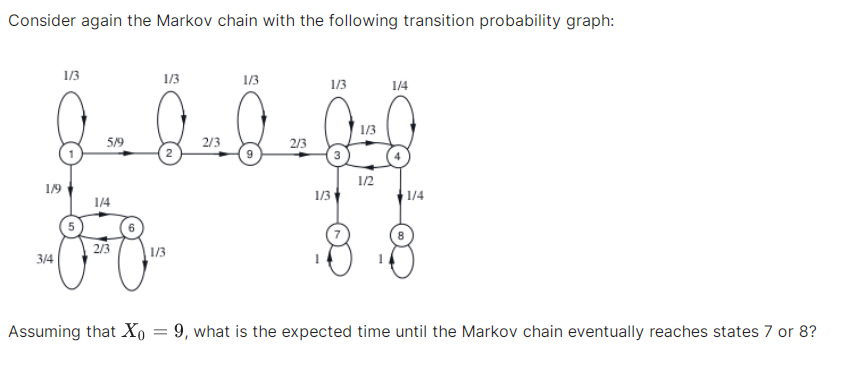 Consider again the Markov chain with the following transition probability graph:
1/3 1/3 1/3 1/3 1/4
5/9 2/3 2/3 1/3
1 2 9 3 4
1/9 1/4 1/3 1/2 1/4
5 6 7 8
3/4 2/3 1/3 1 1
Assuming that X₀ = 9, what is the expected time until the Markov chain eventually reaches states 7 or 8?